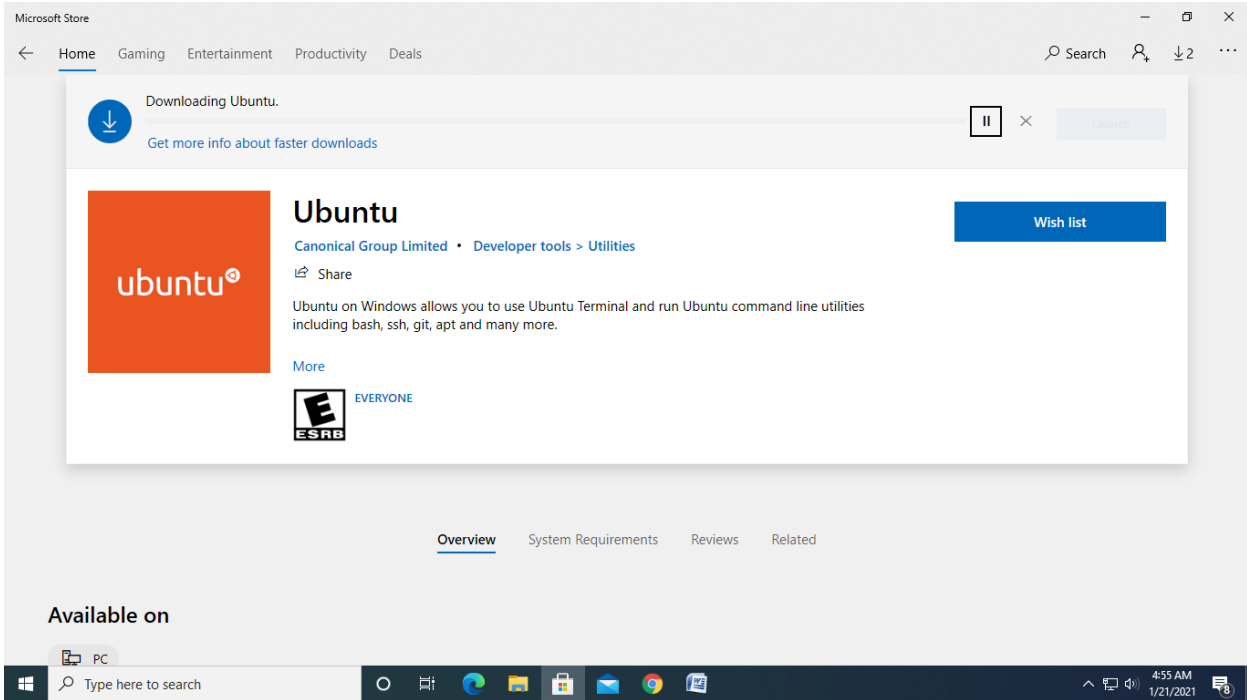 Microsoft Store
Home Gaming Entertainment Productivity Deals Search 2
Downloading Ubuntu.
Launch
Get more info about faster downloads
ubuntu
Ubuntu
Wish list
Canonical Group Limited • Developer tools > Utilities
Share
Ubuntu on Windows allows you to use Ubuntu Terminal and run Ubuntu command line utilities
including bash, ssh, git, apt and many more.
More
E
ESRB
EVERYONE
Overview System Requirements Reviews Related
Available on
PC
Type here to search
4:55 AM
1/21/2021
8